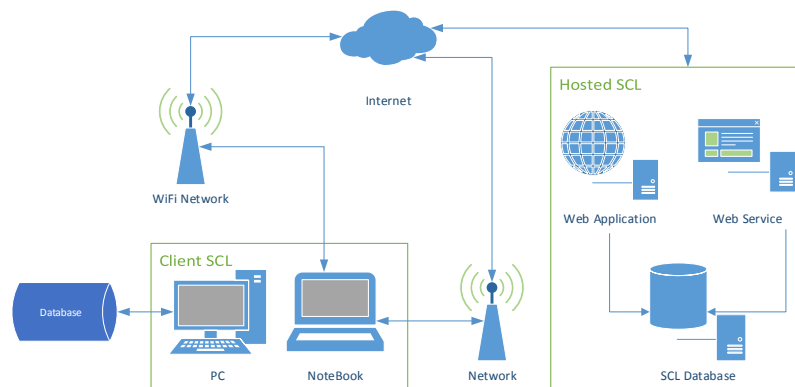 Internet
Hosted SCL
WiFi Network
Web Application
Web Service
Client SCL
Database
PC
NoteBook
Network
SCL Database